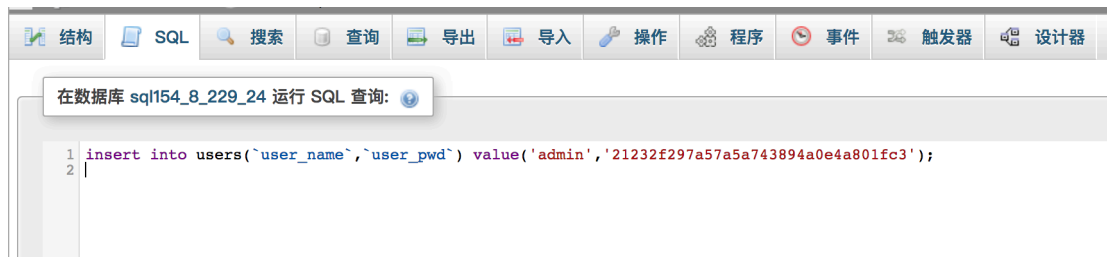 结构 SQL 搜索 查询 导出 导入 操作 程序 事件 触发器 设计器
在数据库 sql154_8_229_24 运行 SQL 查询:
1 insert into users(`user_name`,`user_pwd`) value('admin','21232f297a57a5a743894a0e4a801fc3');
2